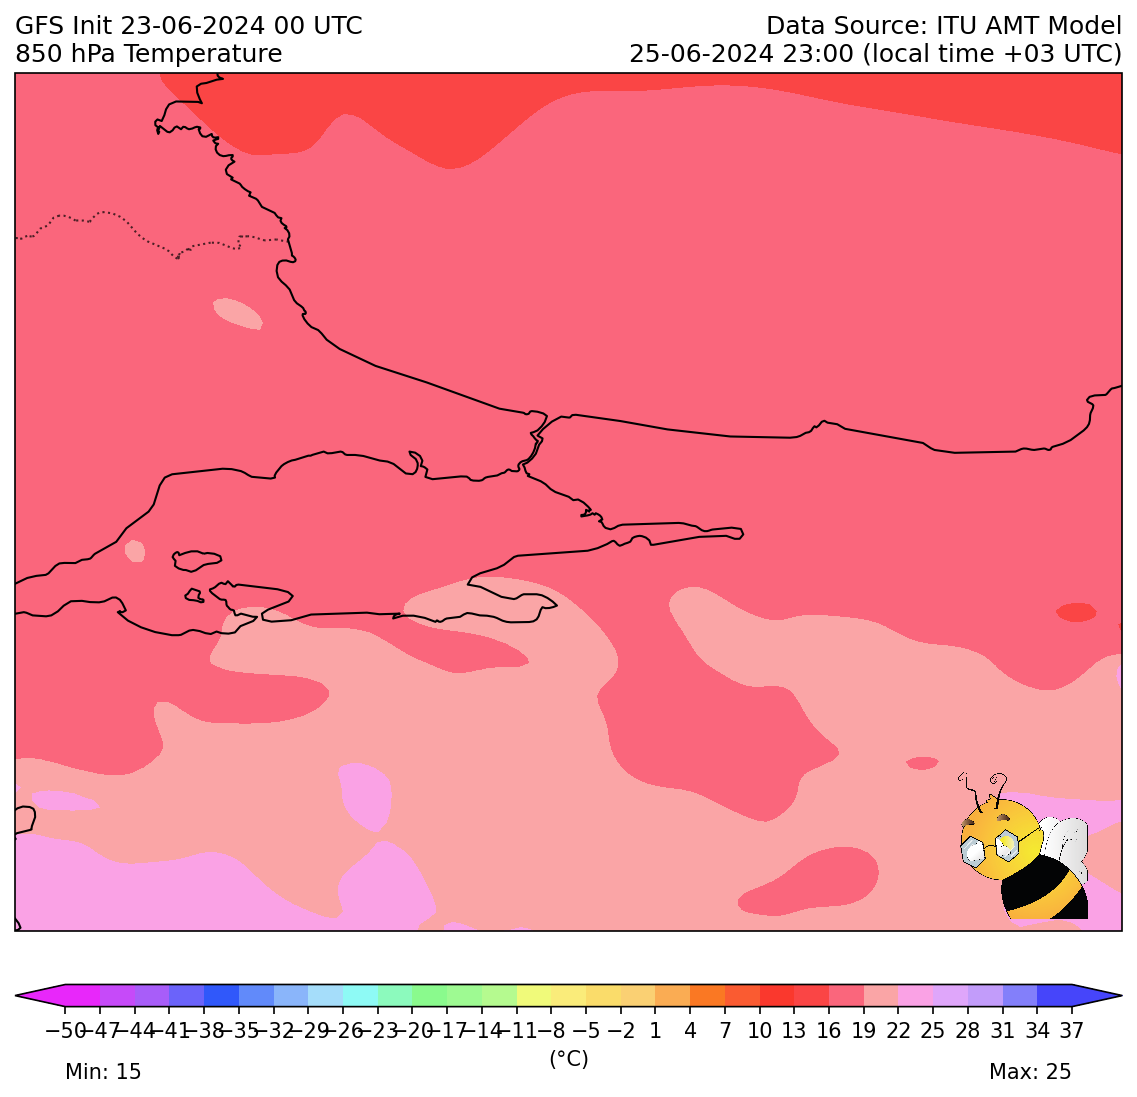 GFS Init 23-06-2024 00 UTC
Data Source: ITU AMT Model
850 hPa Temperature
25-06-2024 23:00 (local time +03 UTC)
−50 −47 −44 −41 −38 −35 −32 −29 −26 −23 −20 −17 −14 −11 −8 −5 −2 1 4 7 10 13 16 19 22 25 28 31 34 37
(°C)
Min: 15
Max: 25